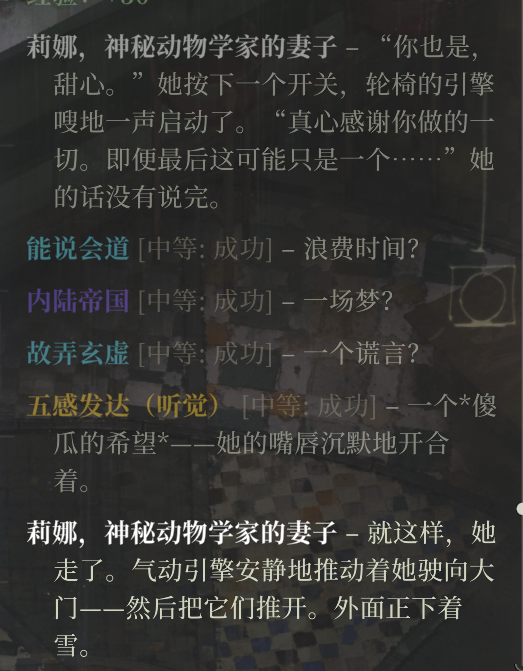 莉娜，神秘动物学家的妻子 – “你也是，
甜心。”她按下一个开关，轮椅的引擎
嗖地一声启动了。“真心感谢你做的一
切。即便最后这可能只是一个……”她
的话没有说完。
能说会道 [中等: 成功] – 浪费时间？
内陆帝国 [中等: 成功] – 一场梦？
故弄玄虚 [中等: 成功] – 一个谎言？
五感发达（听觉） [中等: 成功] – 一个*傻
瓜的希望*——她的嘴唇沉默地开合
着。
莉娜，神秘动物学家的妻子 – 就这样，她
走了。气动引擎安静地推动着她驶向大
门——然后把它们推开。外面正下着
雪。